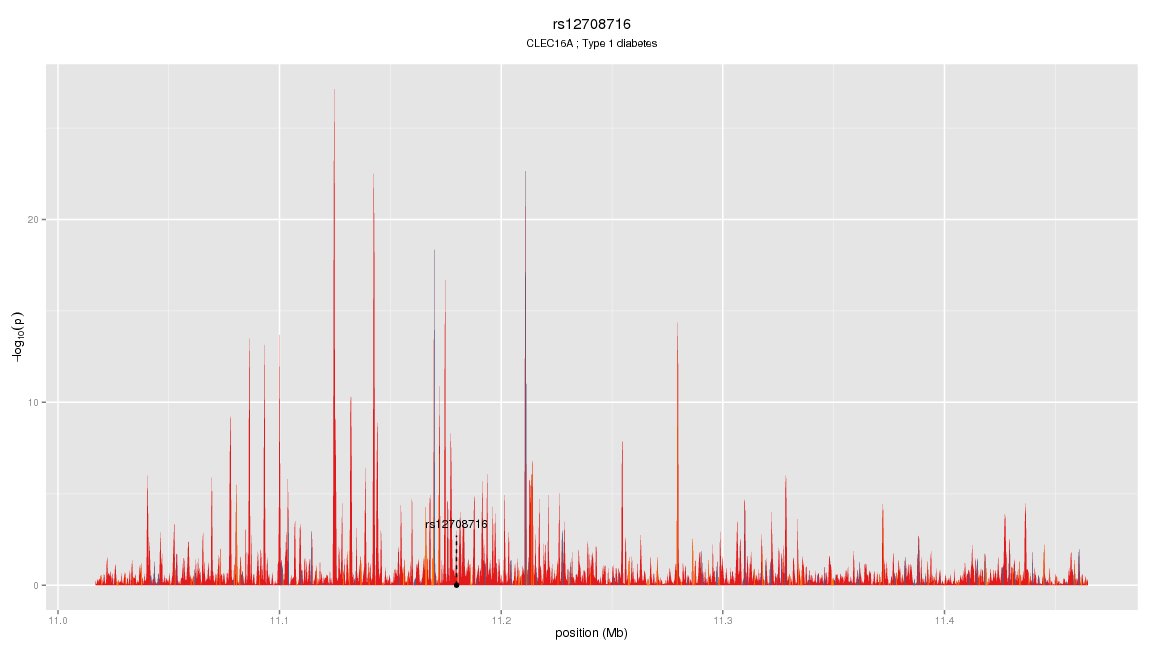 rs12708716
CLEC16A ; Type 1 diabetes
−log10(p)
20
10
0
rs12708716
11.0 11.1 11.2 11.3 11.4
position (Mb)